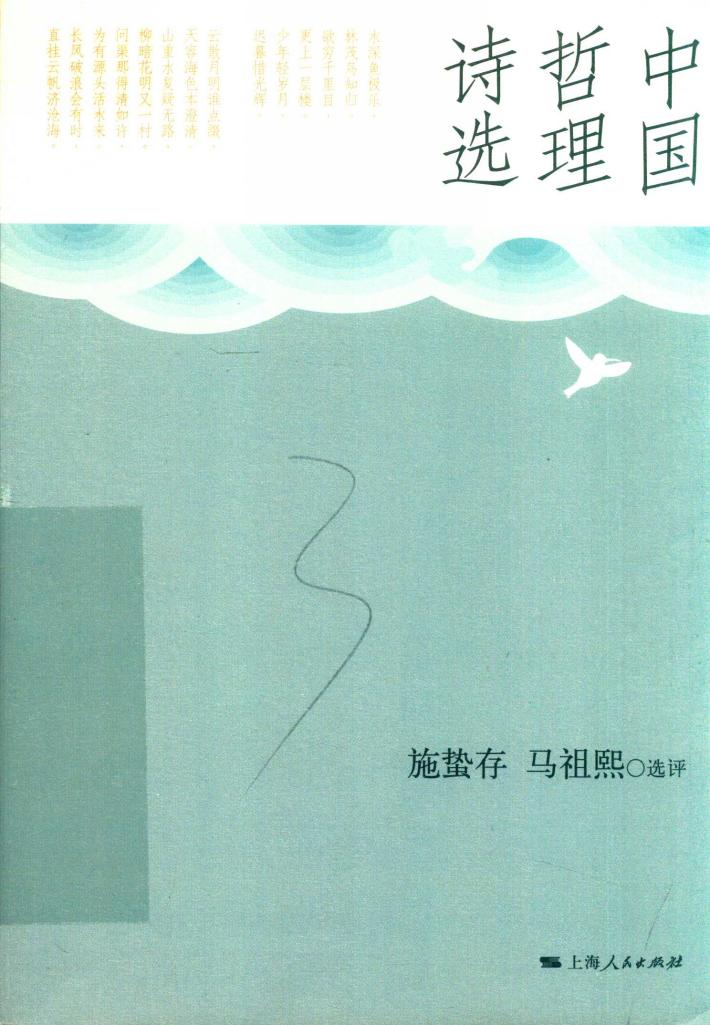 中国
哲理
诗选
水深鱼极乐。
林茂鸟知归。
欲穷千里目。
更上一层楼。
少年轻岁月。
迟暮惜光辉。
云散月明谁点缀。
天容海色本澄清。
山重水复疑无路。
柳暗花明又一村。
问渠那得清如许。
为有源头活水来。
长风破浪会有时。
直挂云帆济沧海。
施蛰存 马祖熙○选评
上海人民出版社